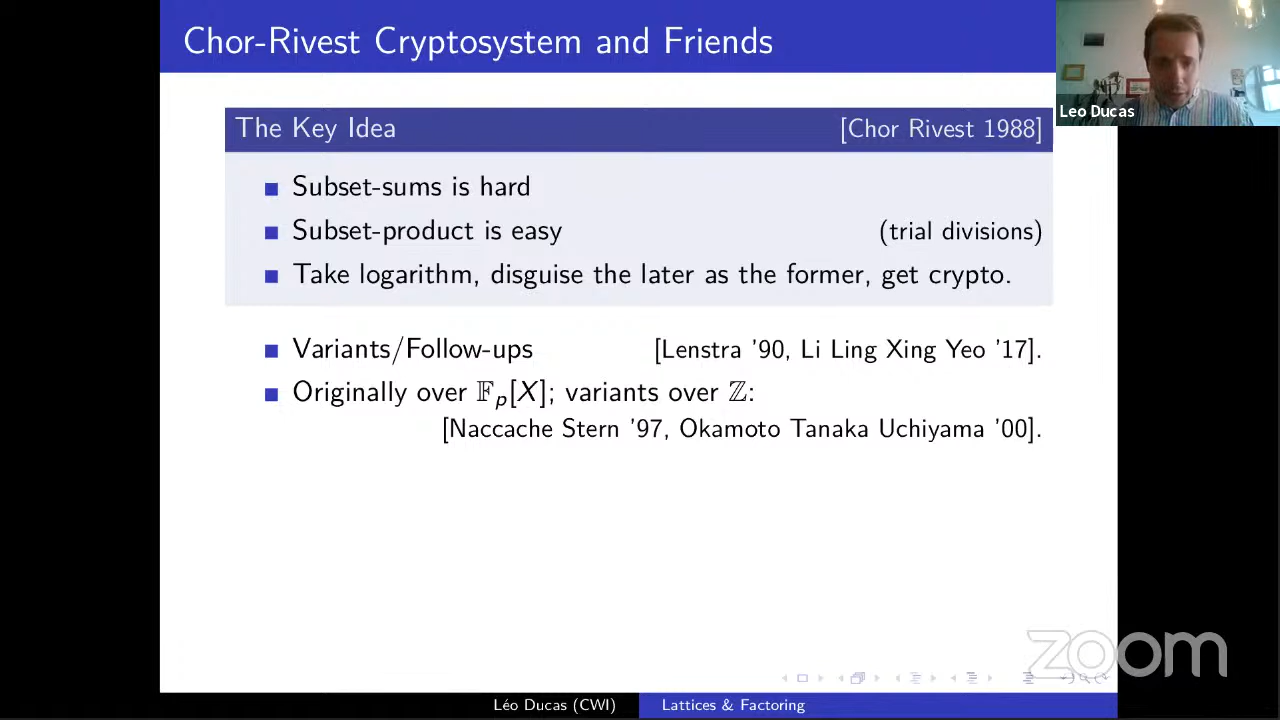 Chor-Rivest Cryptosystem and Friends
Leo Ducas
The Key Idea [Chor Rivest 1988]
Subset-sums is hard
Subset-product is easy (trial divisions)
Take logarithm, disguise the later as the former, get crypto.
Variants/Follow-ups [Lenstra '90, Li Ling Xing Yeo '17].
Originally over 𝔽ₚ[X]; variants over ℤ:
[Naccache Stern '97, Okamoto Tanaka Uchiyama '00].
zoom
Léo Ducas (CWI) Lattices & Factoring